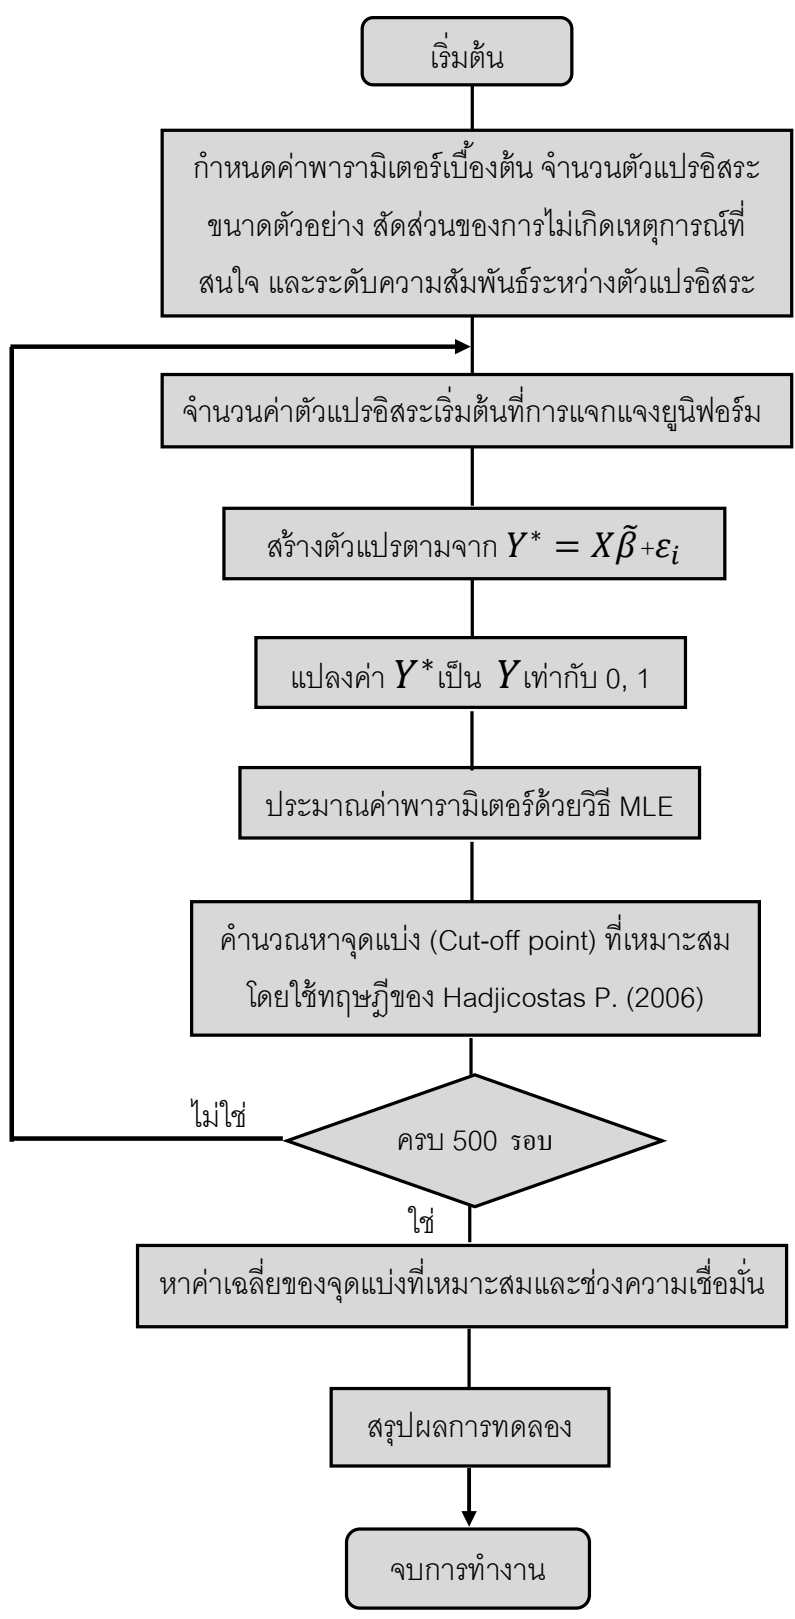 เริ่มต้น
กำหนดค่าพารามิเตอร์เบื้องต้น จำนวนตัวแปรอิสระ
ขนาดตัวอย่าง สัดส่วนของการไม่เกิดเหตุการณ์ที่
สนใจ และระดับความสัมพันธ์ระหว่างตัวแปรอิสระ
จำนวนค่าตัวแปรอิสระเริ่มต้นที่การแจกแจงยูนิฟอร์ม
สร้างตัวแปรตามจาก Y* = Xβ̃+εᵢ
แปลงค่า Y*เป็น Yเท่ากับ 0, 1
ประมาณค่าพารามิเตอร์ด้วยวิธี MLE
คำนวณหาจุดแบ่ง (Cut-off point) ที่เหมาะสม
โดยใช้ทฤษฎีของ Hadjicostas P. (2006)
ไม่ใช่
ครบ 500 รอบ
ใช่
หาค่าเฉลี่ยของจุดแบ่งที่เหมาะสมและช่วงความเชื่อมั่น
สรุปผลการทดลอง
จบการทำงาน